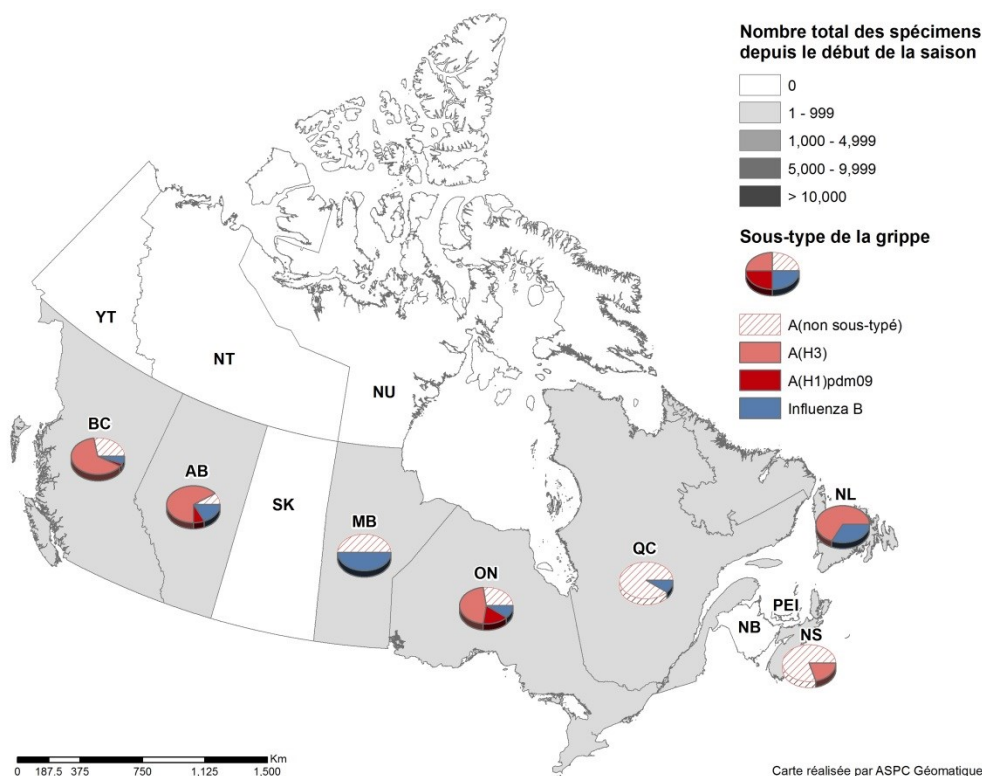 Nombre total des spécimens
depuis le début de la saison
0
1 - 999
1,000 - 4,999
5,000 - 9,999
> 10,000
Sous-type de la grippe
A(non sous-typé)
A(H3)
A(H1)pdm09
Influenza B
YT
NT
NU
BC
AB
SK
MB
ON
QC
NL
PEI
NB
NS
Km
0 187.5 375 750 1,125 1,500
Carte réalisée par ASPC Géomatique